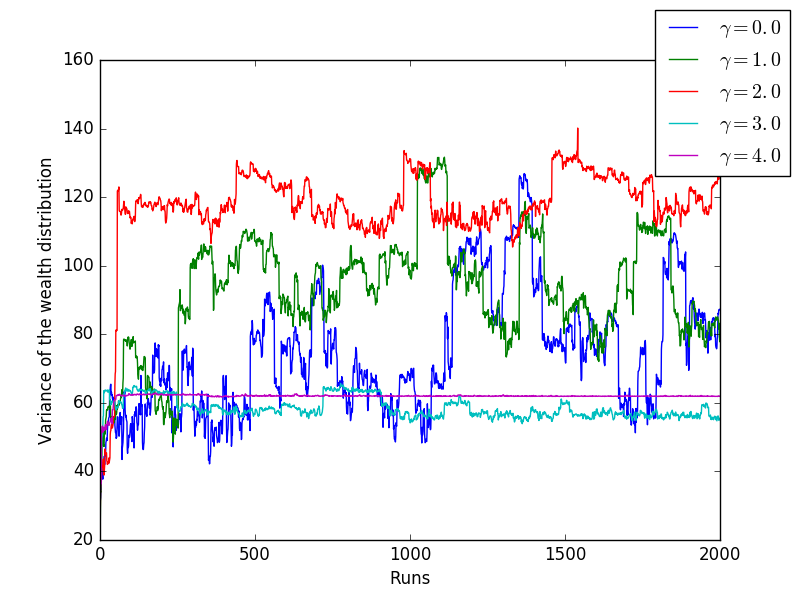 γ = 0.0
γ = 1.0
γ = 2.0
γ = 3.0
γ = 4.0
160
140
120
100
80
60
40
20
Variance of the wealth distribution
0 500 1000 1500 2000
Runs